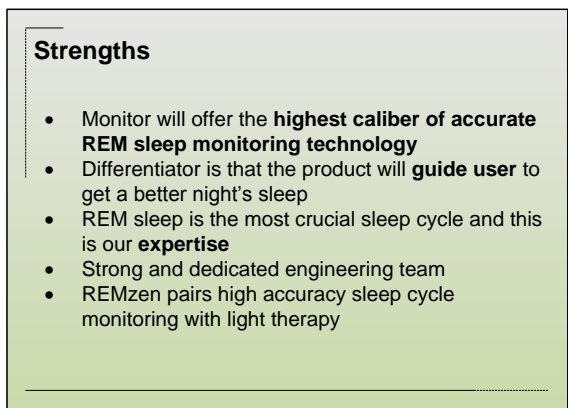 Strengths
• Monitor will offer the highest caliber of accurate
REM sleep monitoring technology
• Differentiator is that the product will guide user to
get a better night’s sleep
• REM sleep is the most crucial sleep cycle and this
is our expertise
• Strong and dedicated engineering team
• REMzen pairs high accuracy sleep cycle
monitoring with light therapy